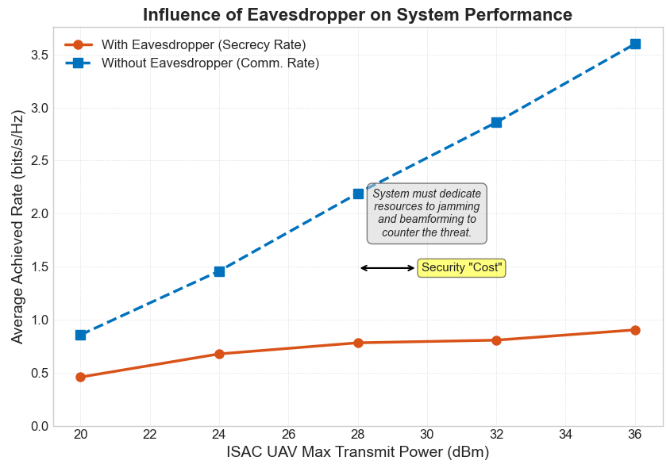 Influence of Eavesdropper on System Performance
With Eavesdropper (Secrecy Rate)
Without Eavesdropper (Comm. Rate)
System must dedicate
resources to jamming
and beamforming to
counter the threat.
Security "Cost"
Average Achieved Rate (bits/s/Hz)
3.5
3.0
2.5
2.0
1.5
1.0
0.5
0.0
20 22 24 26 28 30 32 34 36
ISAC UAV Max Transmit Power (dBm)